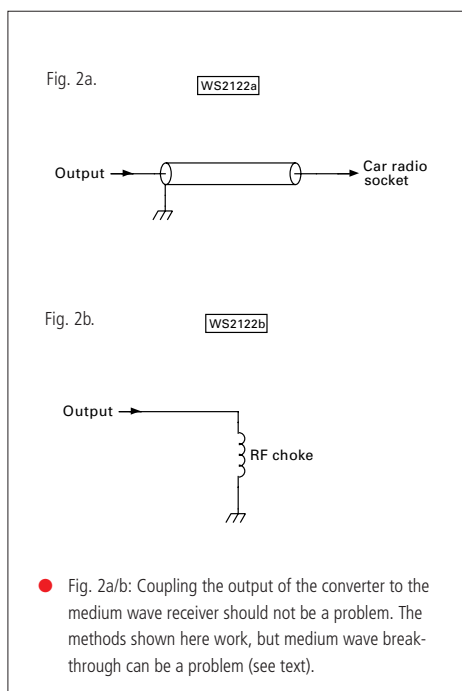 Fig. 2a.
WS2122a
Output
Car radio
socket
Fig. 2b.
WS2122b
Output
RF choke
Fig. 2a/b: Coupling the output of the converter to the
medium wave receiver should not be a problem. The
methods shown here work, but medium wave break-
through can be a problem (see text).